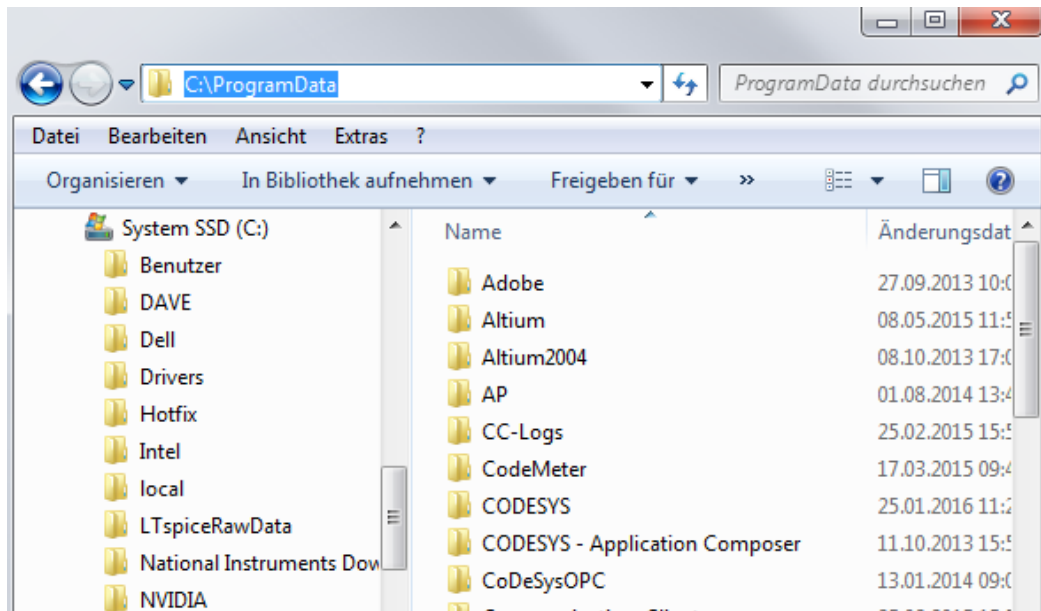 C:\ProgramData
ProgramData durchsuchen
Datei Bearbeiten Ansicht Extras ?
Organisieren In Bibliothek aufnehmen Freigeben für »
System SSD (C:)
Benutzer
DAVE
Dell
Drivers
Hotfix
Intel
local
LTspiceRawData
National Instruments Dow
NVIDIA
Name Änderungsdat
Adobe 27.09.2013 10:0
Altium 08.05.2015 11:5
Altium2004 08.10.2013 17:0
AP 01.08.2014 13:4
CC-Logs 25.02.2015 15:5
CodeMeter 17.03.2015 09:4
CODESYS 25.01.2016 11:2
CODESYS - Application Composer 11.10.2013 15:5
CoDeSysOPC 13.01.2014 09:0